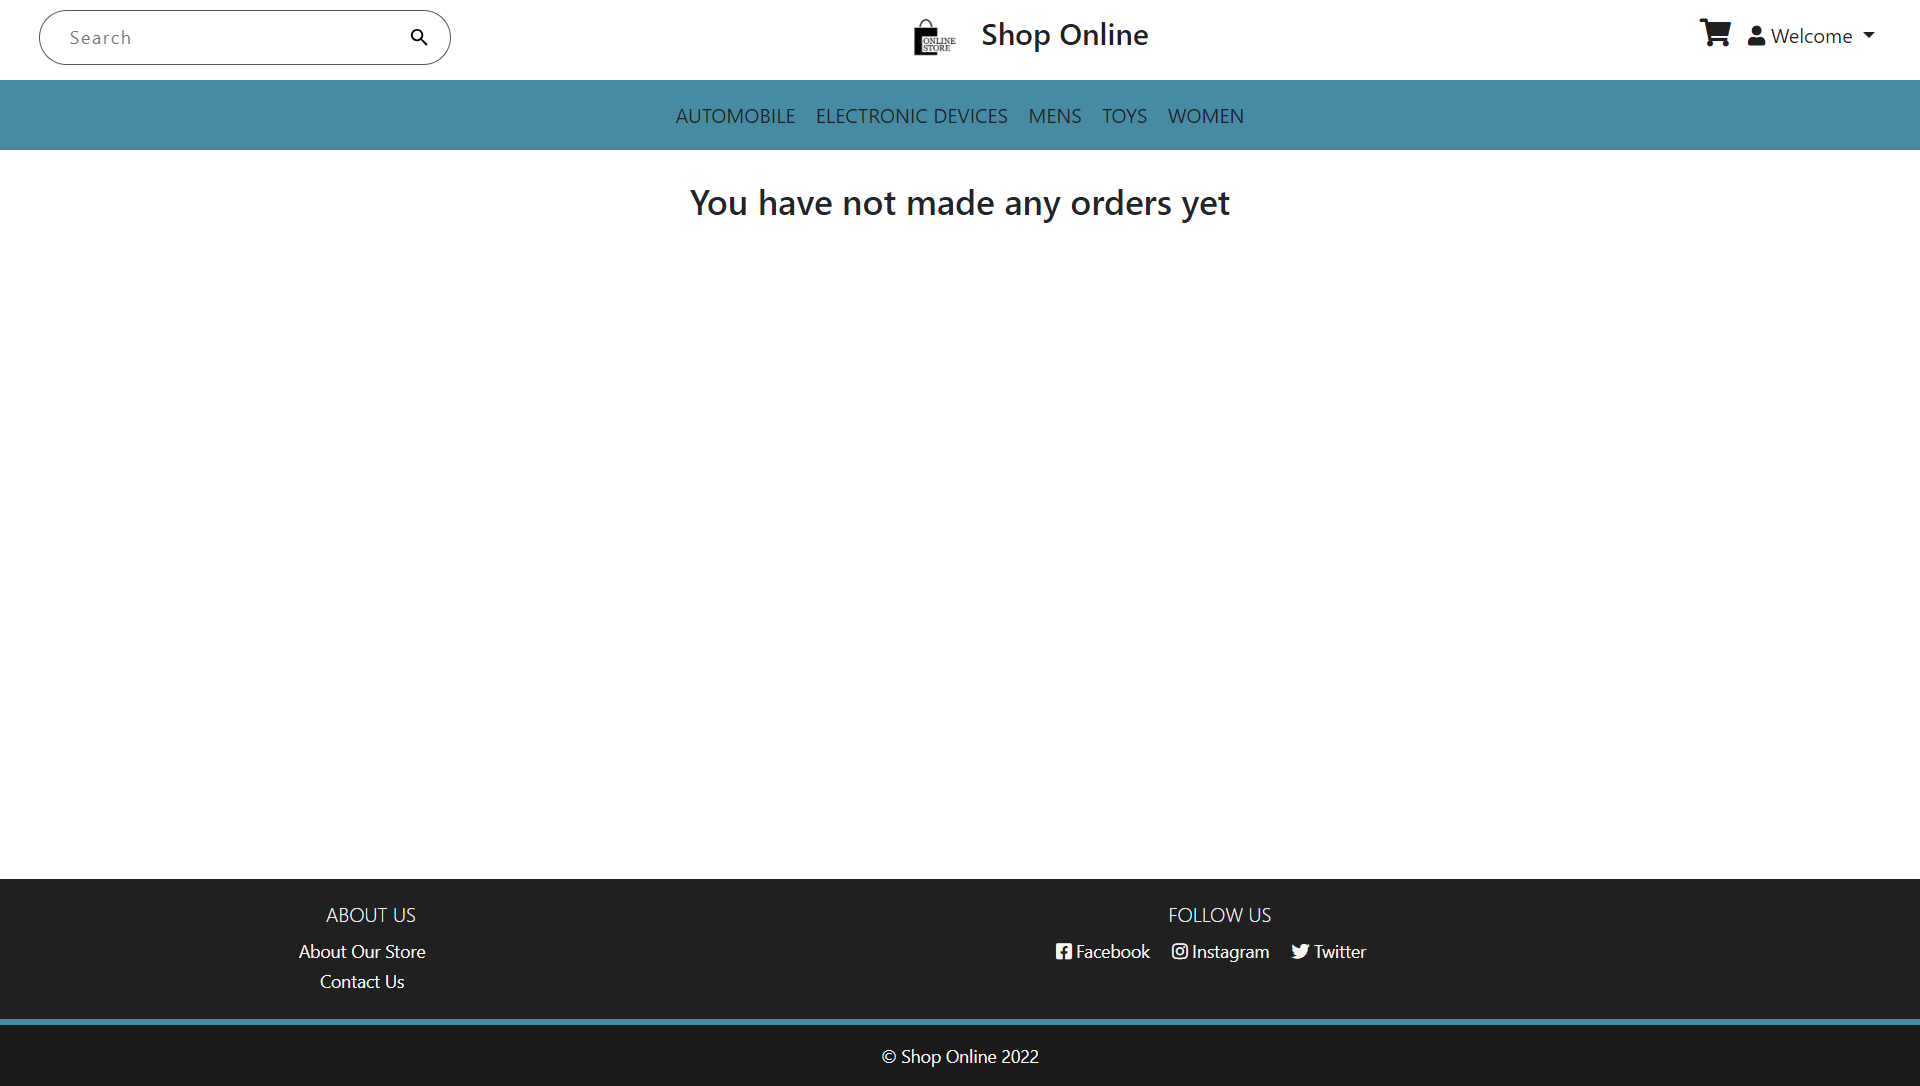 Search
ONLINE
STORE
Shop Online
Welcome
AUTOMOBILE ELECTRONIC DEVICES MENS TOYS WOMEN
You have not made any orders yet
ABOUT US
About Our Store
Contact Us
FOLLOW US
Facebook Instagram Twitter
© Shop Online 2022